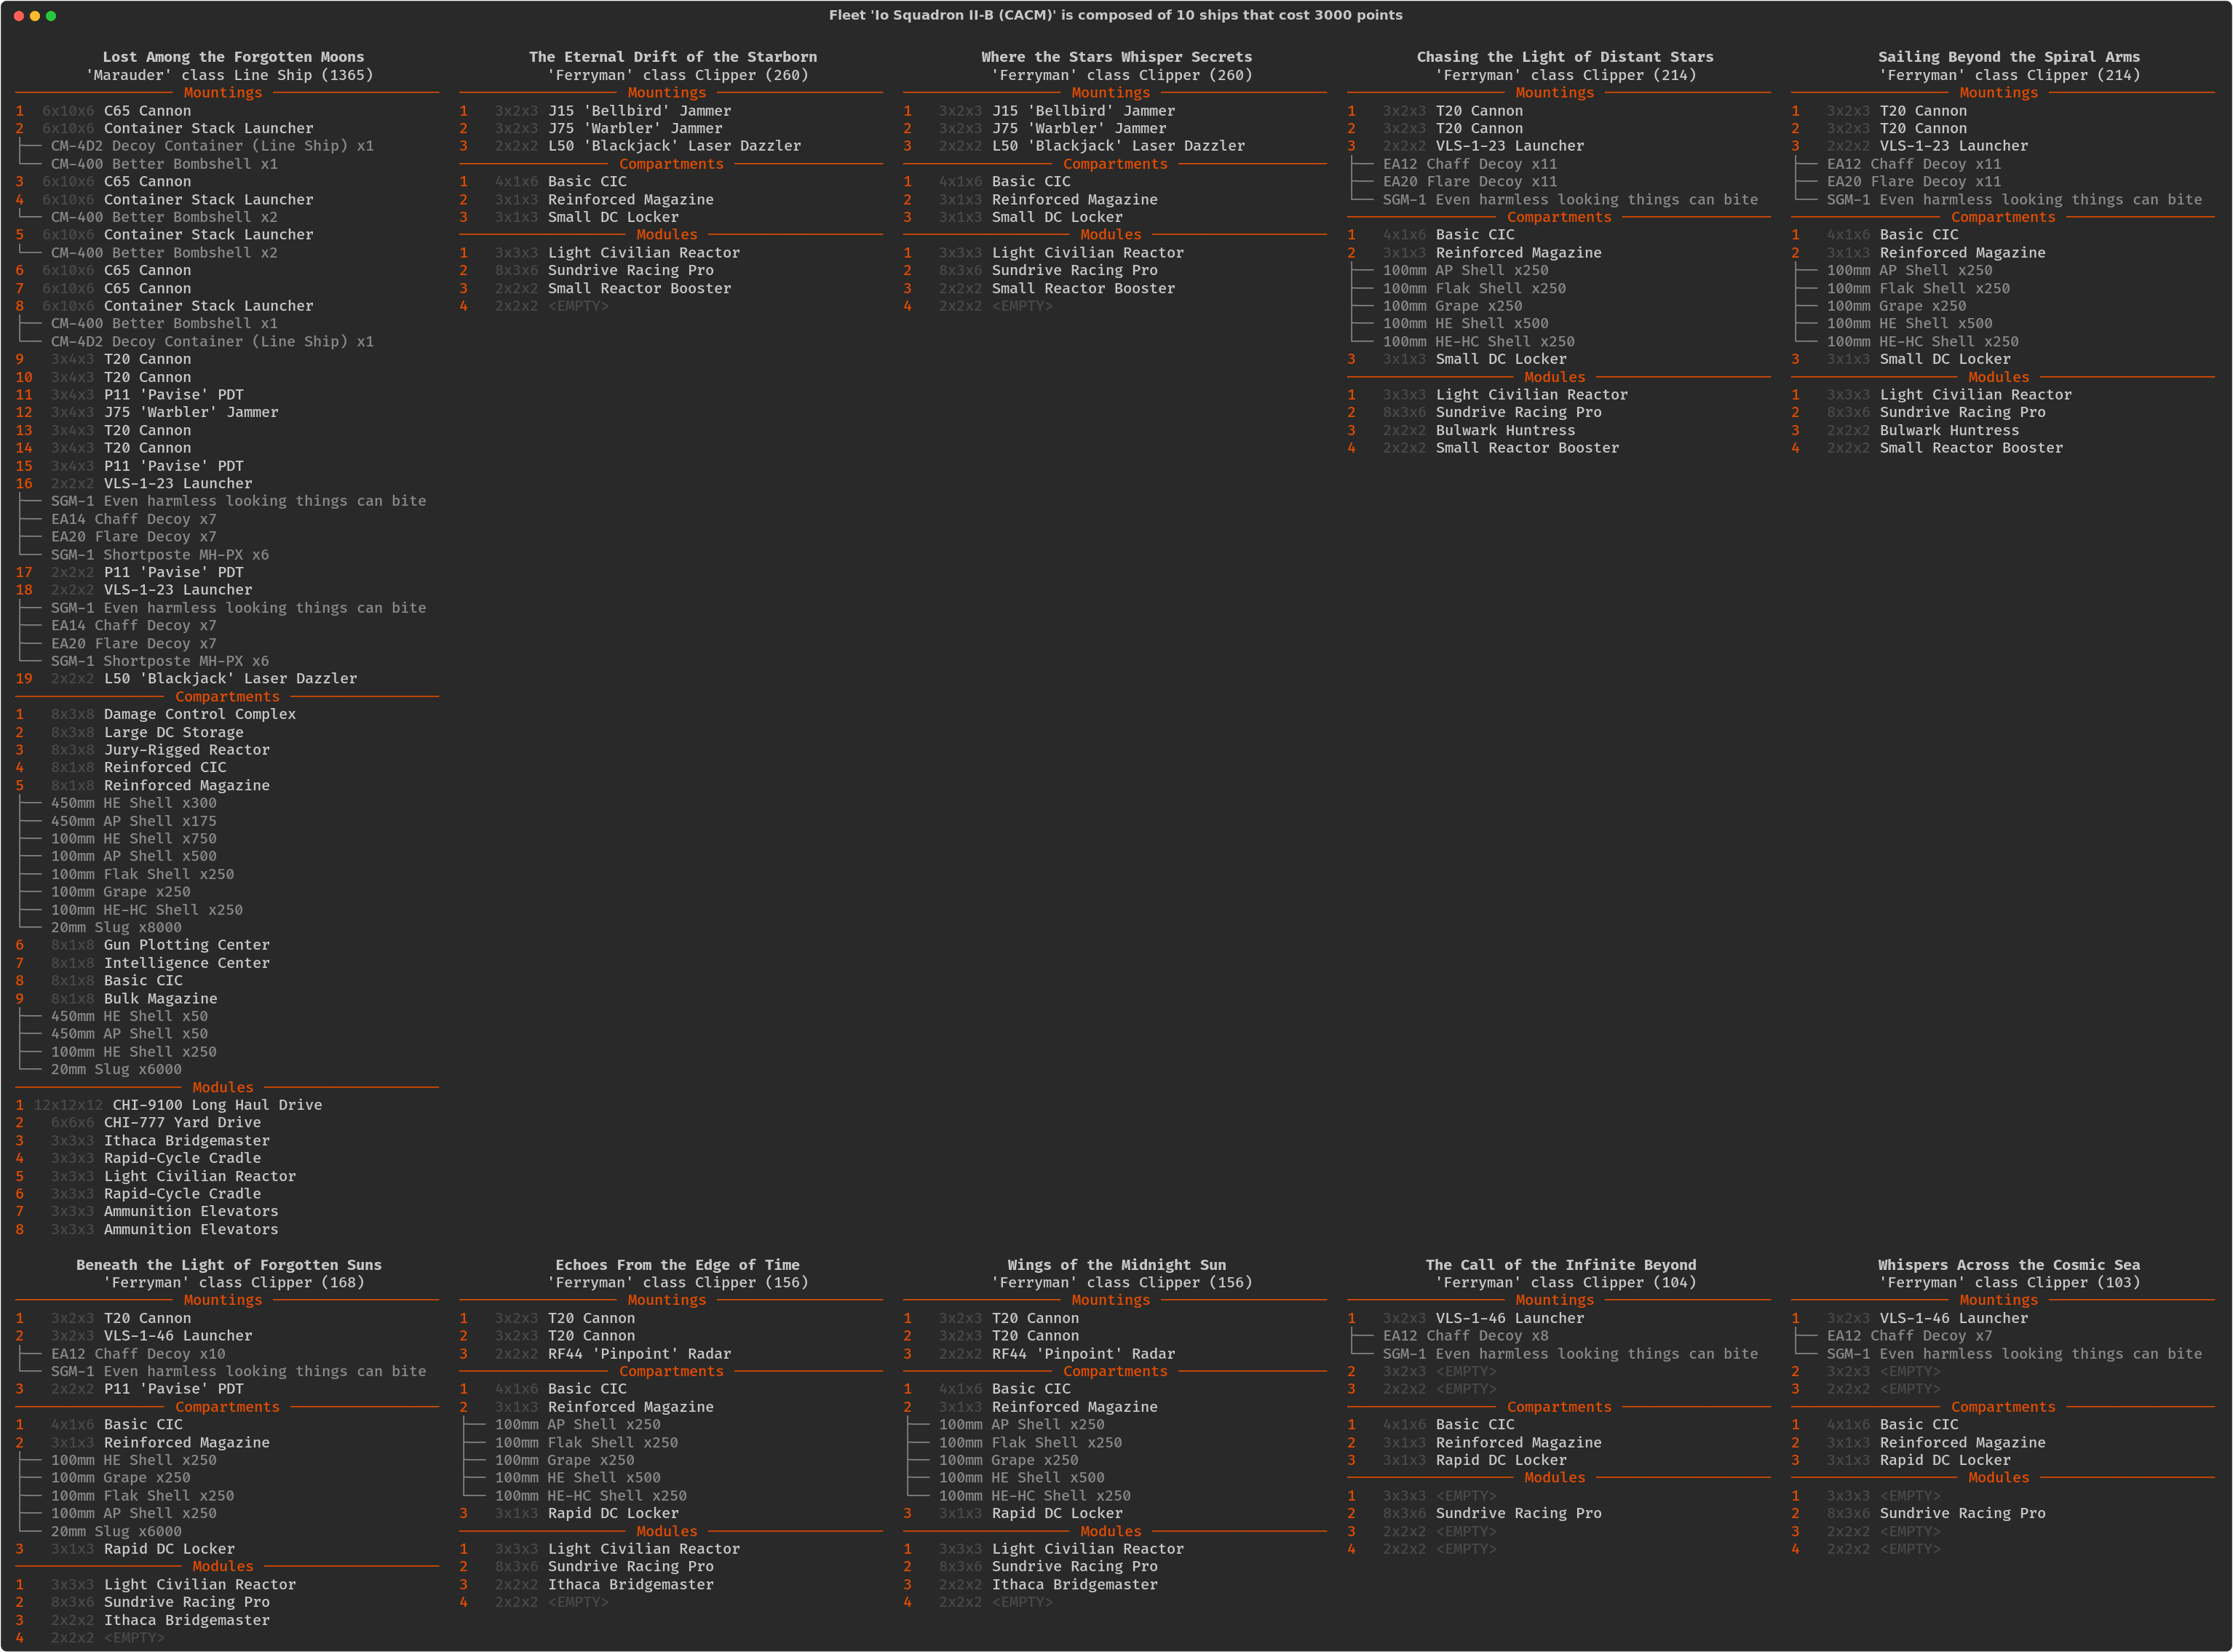 Fleet 'Io Squadron II-B (CACM)' is composed of 10 ships that cost 3000 points
Lost Among the Forgotten Moons
'Marauder' class Line Ship (1365)
Mountings
1 6x10x6 C65 Cannon
2 6x10x6 Container Stack Launcher
├── CM-4D2 Decoy Container (Line Ship) x1
└── CM-400 Better Bombshell x1
3 6x10x6 C65 Cannon
4 6x10x6 Container Stack Launcher
└── CM-400 Better Bombshell x2
5 6x10x6 Container Stack Launcher
└── CM-400 Better Bombshell x2
6 6x10x6 C65 Cannon
7 6x10x6 C65 Cannon
8 6x10x6 Container Stack Launcher
├── CM-400 Better Bombshell x1
└── CM-4D2 Decoy Container (Line Ship) x1
9 3x4x3 T20 Cannon
10 3x4x3 T20 Cannon
11 3x4x3 P11 'Pavise' PDT
12 3x4x3 J75 'Warbler' Jammer
13 3x4x3 T20 Cannon
14 3x4x3 T20 Cannon
15 3x4x3 P11 'Pavise' PDT
16 2x2x2 VLS-1-23 Launcher
├── SGM-1 Even harmless looking things can bite
├── EA14 Chaff Decoy x7
├── EA20 Flare Decoy x7
└── SGM-1 Shortposte MH-PX x6
17 2x2x2 P11 'Pavise' PDT
18 2x2x2 VLS-1-23 Launcher
├── SGM-1 Even harmless looking things can bite
├── EA14 Chaff Decoy x7
├── EA20 Flare Decoy x7
└── SGM-1 Shortposte MH-PX x6
19 2x2x2 L50 'Blackjack' Laser Dazzler
Compartments
1 8x3x8 Damage Control Complex
2 8x3x8 Large DC Storage
3 8x3x8 Jury-Rigged Reactor
4 8x1x8 Reinforced CIC
5 8x1x8 Reinforced Magazine
├── 450mm HE Shell x300
├── 450mm AP Shell x175
├── 100mm HE Shell x750
├── 100mm AP Shell x500
├── 100mm Flak Shell x250
├── 100mm Grape x250
├── 100mm HE-HC Shell x250
└── 20mm Slug x8000
6 8x1x8 Gun Plotting Center
7 8x1x8 Intelligence Center
8 8x1x8 Basic CIC
9 8x1x8 Bulk Magazine
├── 450mm HE Shell x50
├── 450mm AP Shell x50
├── 100mm HE Shell x250
└── 20mm Slug x6000
Modules
1 12x12x12 CHI-9100 Long Haul Drive
2 6x6x6 CHI-777 Yard Drive
3 3x3x3 Ithaca Bridgemaster
4 3x3x3 Rapid-Cycle Cradle
5 3x3x3 Light Civilian Reactor
6 3x3x3 Rapid-Cycle Cradle
7 3x3x3 Ammunition Elevators
8 3x3x3 Ammunition Elevators
The Eternal Drift of the Starborn
'Ferryman' class Clipper (260)
Mountings
1 3x2x3 J15 'Bellbird' Jammer
2 3x2x3 J75 'Warbler' Jammer
3 2x2x2 L50 'Blackjack' Laser Dazzler
Compartments
1 4x1x6 Basic CIC
2 3x1x3 Reinforced Magazine
3 3x1x3 Small DC Locker
Modules
1 3x3x3 Light Civilian Reactor
2 8x3x6 Sundrive Racing Pro
3 2x2x2 Small Reactor Booster
4 2x2x2 <EMPTY>
Where the Stars Whisper Secrets
'Ferryman' class Clipper (260)
Mountings
1 3x2x3 J15 'Bellbird' Jammer
2 3x2x3 J75 'Warbler' Jammer
3 2x2x2 L50 'Blackjack' Laser Dazzler
Compartments
1 4x1x6 Basic CIC
2 3x1x3 Reinforced Magazine
3 3x1x3 Small DC Locker
Modules
1 3x3x3 Light Civilian Reactor
2 8x3x6 Sundrive Racing Pro
3 2x2x2 Small Reactor Booster
4 2x2x2 <EMPTY>
Chasing the Light of Distant Stars
'Ferryman' class Clipper (214)
Mountings
1 3x2x3 T20 Cannon
2 3x2x3 T20 Cannon
3 2x2x2 VLS-1-23 Launcher
├── EA12 Chaff Decoy x11
├── EA20 Flare Decoy x11
└── SGM-1 Even harmless looking things can bite
Compartments
1 4x1x6 Basic CIC
2 3x1x3 Reinforced Magazine
├── 100mm AP Shell x250
├── 100mm Flak Shell x250
├── 100mm Grape x250
├── 100mm HE Shell x500
└── 100mm HE-HC Shell x250
3 3x1x3 Small DC Locker
Modules
1 3x3x3 Light Civilian Reactor
2 8x3x6 Sundrive Racing Pro
3 2x2x2 Bulwark Huntress
4 2x2x2 Small Reactor Booster
Sailing Beyond the Spiral Arms
'Ferryman' class Clipper (214)
Mountings
1 3x2x3 T20 Cannon
2 3x2x3 T20 Cannon
3 2x2x2 VLS-1-23 Launcher
├── EA12 Chaff Decoy x11
├── EA20 Flare Decoy x11
└── SGM-1 Even harmless looking things can bite
Compartments
1 4x1x6 Basic CIC
2 3x1x3 Reinforced Magazine
├── 100mm AP Shell x250
├── 100mm Flak Shell x250
├── 100mm Grape x250
├── 100mm HE Shell x500
└── 100mm HE-HC Shell x250
3 3x1x3 Small DC Locker
Modules
1 3x3x3 Light Civilian Reactor
2 8x3x6 Sundrive Racing Pro
3 2x2x2 Bulwark Huntress
4 2x2x2 Small Reactor Booster
Beneath the Light of Forgotten Suns
'Ferryman' class Clipper (168)
Mountings
1 3x2x3 T20 Cannon
2 3x2x3 VLS-1-46 Launcher
├── EA12 Chaff Decoy x10
└── SGM-1 Even harmless looking things can bite
3 2x2x2 P11 'Pavise' PDT
Compartments
1 4x1x6 Basic CIC
2 3x1x3 Reinforced Magazine
├── 100mm HE Shell x250
├── 100mm Grape x250
├── 100mm Flak Shell x250
├── 100mm AP Shell x250
└── 20mm Slug x6000
3 3x1x3 Rapid DC Locker
Modules
1 3x3x3 Light Civilian Reactor
2 8x3x6 Sundrive Racing Pro
3 2x2x2 Ithaca Bridgemaster
4 2x2x2 <EMPTY>
Echoes From the Edge of Time
'Ferryman' class Clipper (156)
Mountings
1 3x2x3 T20 Cannon
2 3x2x3 T20 Cannon
3 2x2x2 RF44 'Pinpoint' Radar
Compartments
1 4x1x6 Basic CIC
2 3x1x3 Reinforced Magazine
├── 100mm AP Shell x250
├── 100mm Flak Shell x250
├── 100mm Grape x250
├── 100mm HE Shell x500
└── 100mm HE-HC Shell x250
3 3x1x3 Rapid DC Locker
Modules
1 3x3x3 Light Civilian Reactor
2 8x3x6 Sundrive Racing Pro
3 2x2x2 Ithaca Bridgemaster
4 2x2x2 <EMPTY>
Wings of the Midnight Sun
'Ferryman' class Clipper (156)
Mountings
1 3x2x3 T20 Cannon
2 3x2x3 T20 Cannon
3 2x2x2 RF44 'Pinpoint' Radar
Compartments
1 4x1x6 Basic CIC
2 3x1x3 Reinforced Magazine
├── 100mm AP Shell x250
├── 100mm Flak Shell x250
├── 100mm Grape x250
├── 100mm HE Shell x500
└── 100mm HE-HC Shell x250
3 3x1x3 Rapid DC Locker
Modules
1 3x3x3 Light Civilian Reactor
2 8x3x6 Sundrive Racing Pro
3 2x2x2 Ithaca Bridgemaster
4 2x2x2 <EMPTY>
The Call of the Infinite Beyond
'Ferryman' class Clipper (104)
Mountings
1 3x2x3 VLS-1-46 Launcher
├── EA12 Chaff Decoy x8
└── SGM-1 Even harmless looking things can bite
2 3x2x3 <EMPTY>
3 2x2x2 <EMPTY>
Compartments
1 4x1x6 Basic CIC
2 3x1x3 Reinforced Magazine
3 3x1x3 Rapid DC Locker
Modules
1 3x3x3 <EMPTY>
2 8x3x6 Sundrive Racing Pro
3 2x2x2 <EMPTY>
4 2x2x2 <EMPTY>
Whispers Across the Cosmic Sea
'Ferryman' class Clipper (103)
Mountings
1 3x2x3 VLS-1-46 Launcher
├── EA12 Chaff Decoy x7
└── SGM-1 Even harmless looking things can bite
2 3x2x3 <EMPTY>
3 2x2x2 <EMPTY>
Compartments
1 4x1x6 Basic CIC
2 3x1x3 Reinforced Magazine
3 3x1x3 Rapid DC Locker
Modules
1 3x3x3 <EMPTY>
2 8x3x6 Sundrive Racing Pro
3 2x2x2 <EMPTY>
4 2x2x2 <EMPTY>